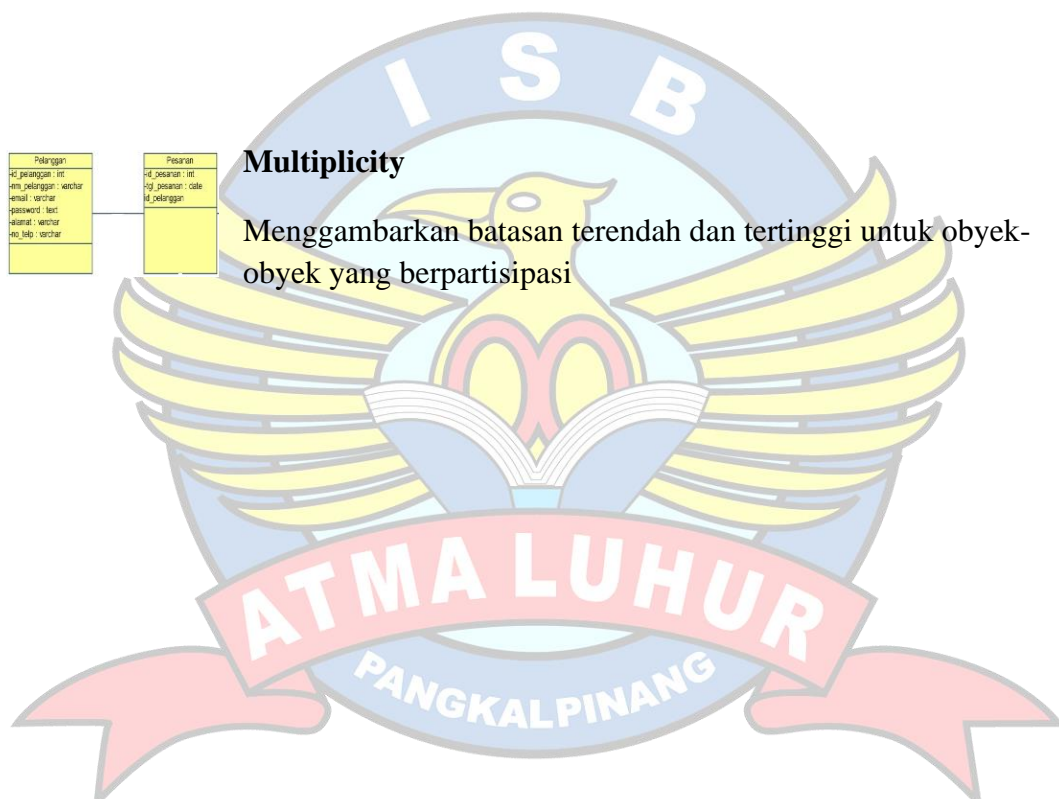 I S B
Pelanggan
-id_pelanggan : int
-nm_pelanggan : varchar
-email : varchar
-password : text
-alamat : varchar
-no_telp : varchar
Pesanan
-id_pesanan : int
-tgl_pesanan : date
id_pelanggan
Multiplicity
Menggambarkan batasan terendah dan tertinggi untuk obyek-
obyek yang berpartisipasi
ATMA LUHUR
PANGKALPINANG